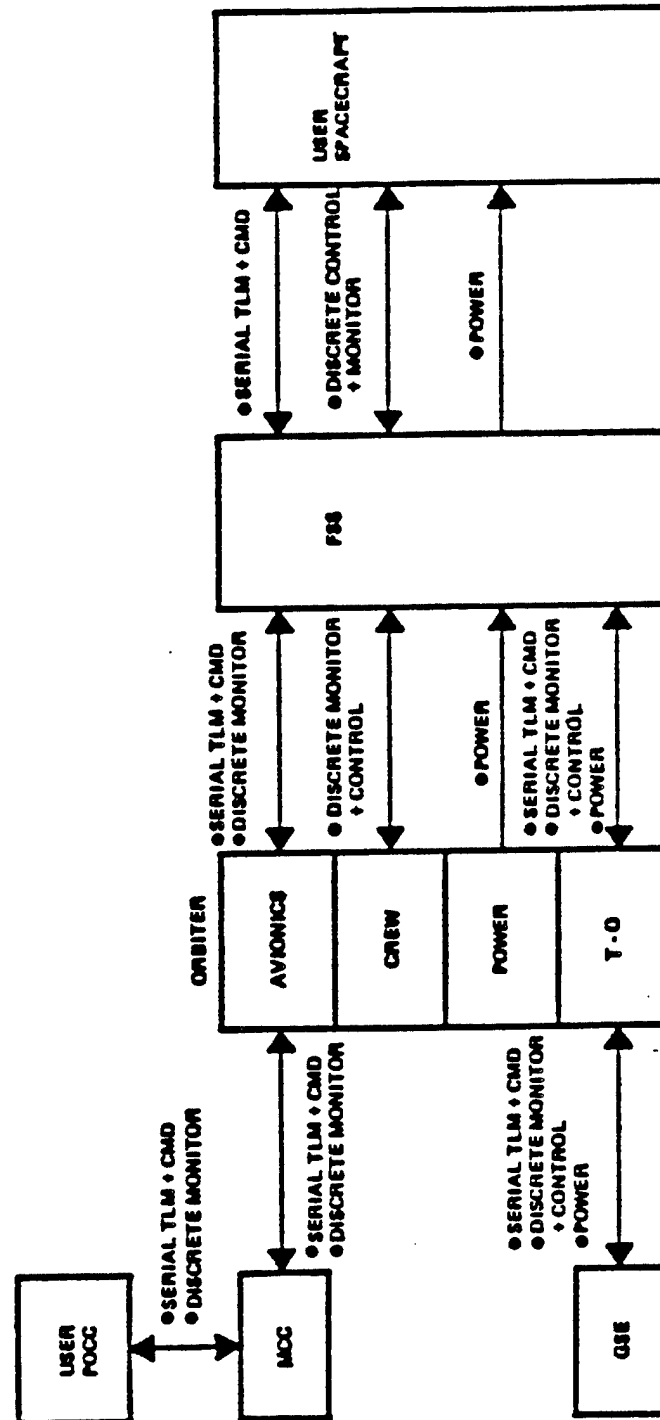 USER
POCC
●SERIAL TLM + CMD
●DISCRETE MONITOR
MCC
●SERIAL TLM + CMD
●DISCRETE MONITOR
GSE
●SERIAL TLM + CMD
●DISCRETE MONITOR
+ CONTROL
●POWER
ORBITER
AVIONICS
CREW
POWER
T-O
●SERIAL TLM + CMD
●DISCRETE MONITOR
●DISCRETE MONITOR
+ CONTROL
●POWER
●SERIAL TLM + CMD
●DISCRETE MONITOR
+ CONTROL
●POWER
FSS
●SERIAL TLM + CMD
●DISCRETE CONTROL
+ MONITOR
●POWER
USER
SPACECRAFT